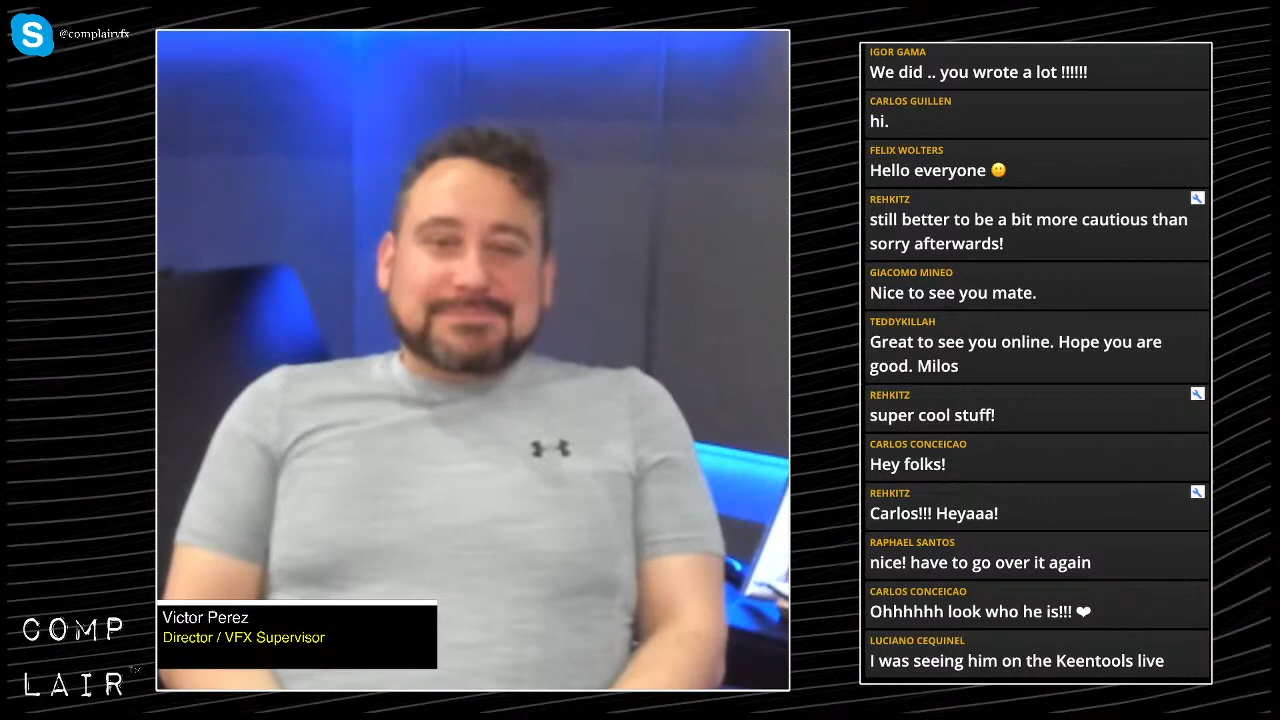 S @complairvfx
IGOR GAMA
We did .. you wrote a lot !!!!!!
CARLOS GUILLEN
hi.
FELIX WOLTERS
Hello everyone 🙂
REHKITZ
still better to be a bit more cautious than
sorry afterwards!
GIACOMO MINEO
Nice to see you mate.
TEDDYKILLAH
Great to see you online. Hope you are
good. Milos
REHKITZ
super cool stuff!
CARLOS CONCEICAO
Hey folks!
REHKITZ
Carlos!!! Heyaaa!
RAPHAEL SANTOS
nice! have to go over it again
CARLOS CONCEICAO
Ohhhhhh look who he is!!! ❤
LUCIANO CEQUINEL
I was seeing him on the Keentools live
Victor Perez
Director / VFX Supervisor
COMP
LAIR™